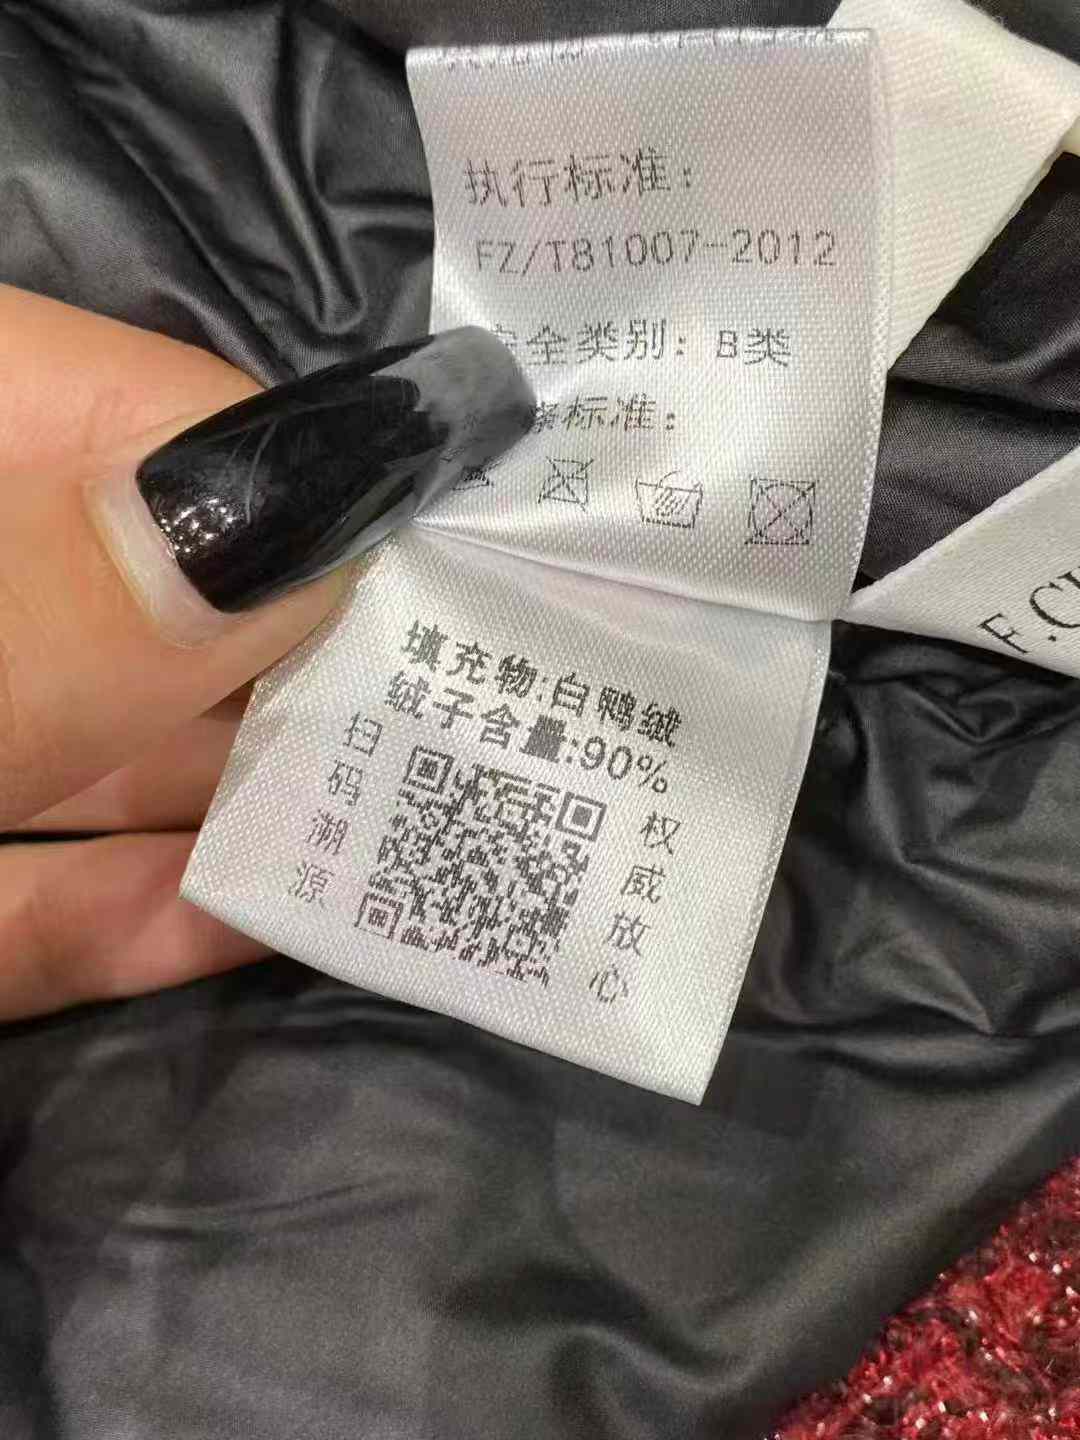 执行标准:
FZ/T81007-2012
安全类别: B类
标准:
填充物:白鸭绒
绒子含量:90%
扫码溯源
权威放心
F.C